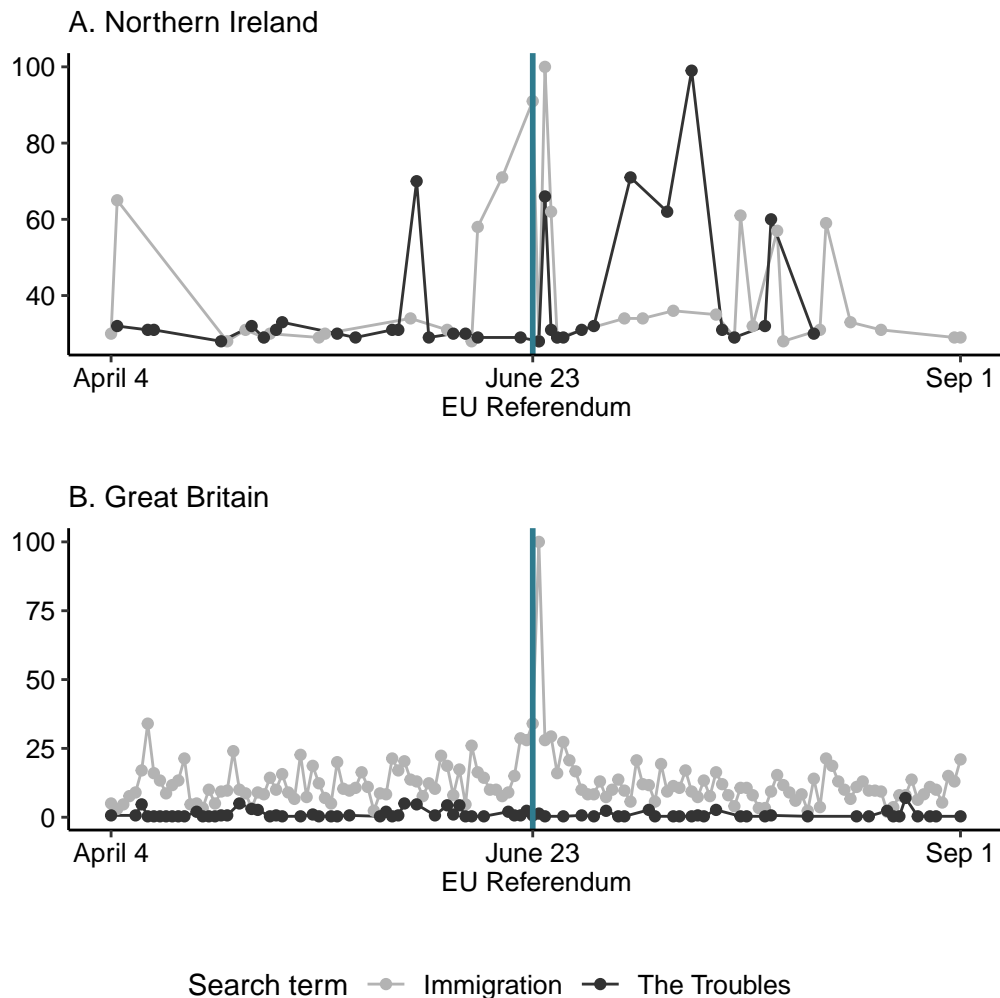 A. Northern Ireland
100
80
60
40
April 4 June 23 Sep 1
EU Referendum
B. Great Britain
100
75
50
25
0
April 4 June 23 Sep 1
EU Referendum
Search term Immigration The Troubles